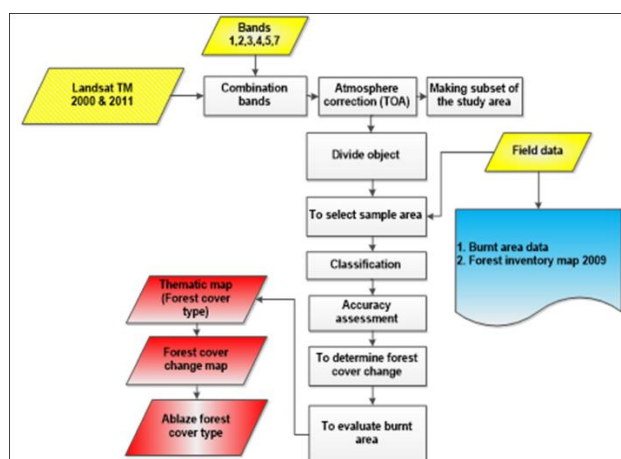 Bands
1,2,3,4,5,7
Landsat TM
2000 & 2011
Combination
bands
Atmosphere
correction (TOA)
Making subset of
the study area
Divide object
Field data
To select sample area
1. Burnt area data
2. Forest inventory map 2009
Classification
Thematic map
(Forest cover
type)
Accuracy
assessment
Forest cover
change map
To determine forest
cover change
Ablaze forest
cover type
To evaluate burnt
area